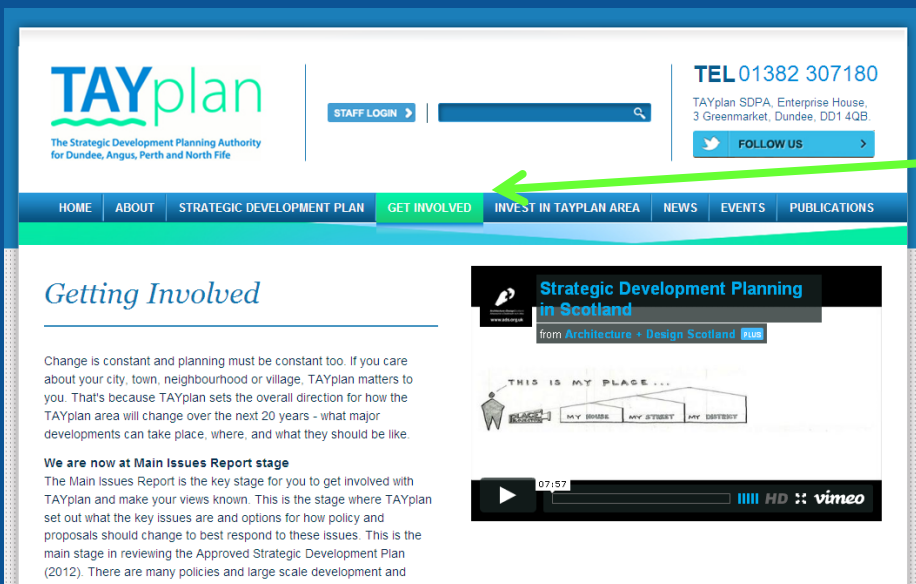 TAYplan
The Strategic Development Planning Authority
for Dundee, Angus, Perth and North Fife
STAFF LOGIN
TEL 01382 307180
TAYplan SDPA, Enterprise House,
3 Greenmarket, Dundee, DD1 4QB.
FOLLOW US
HOME ABOUT STRATEGIC DEVELOPMENT PLAN GET INVOLVED INVEST IN TAYPLAN AREA NEWS EVENTS PUBLICATIONS
Getting Involved
Change is constant and planning must be constant too. If you care
about your city, town, neighbourhood or village, TAYplan matters to
you. That's because TAYplan sets the overall direction for how the
TAYplan area will change over the next 20 years - what major
developments can take place, where, and what they should be like.
We are now at Main Issues Report stage
The Main Issues Report is the key stage for you to get involved with
TAYplan and make your views known. This is the stage where TAYplan
set out what the key issues are and options for how policy and
proposals should change to best respond to these issues. This is the
main stage in reviewing the Approved Strategic Development Plan
(2012). There are many policies and large scale development and
Strategic Development Planning
in Scotland
from Architecture + Design Scotland PLUS
www.ads.org.uk
THIS IS MY PLACE...
MY HOUSE MY STREET MY DISTRICT
07:57
HD vimeo